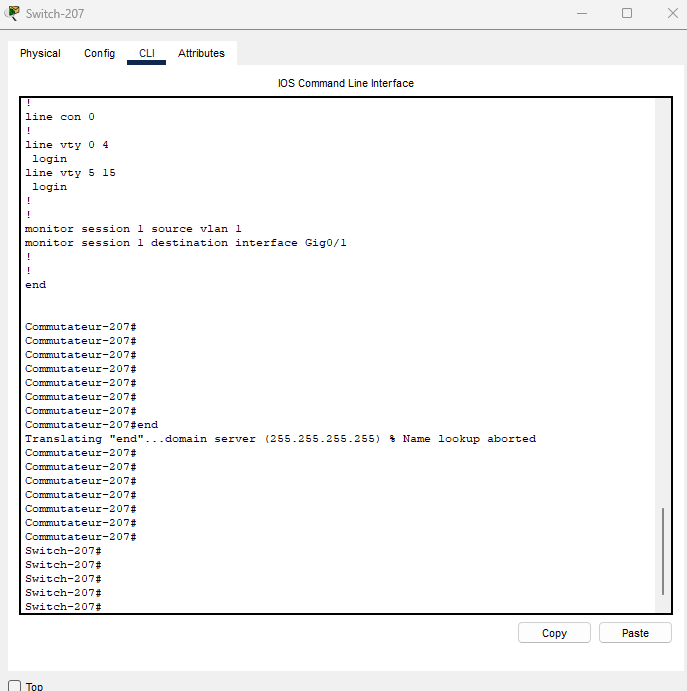 Switch-207
Physical Config CLI Attributes
IOS Command Line Interface
!
line con 0
!
line vty 0 4
login
line vty 5 15
login
!
!
monitor session 1 source vlan 1
monitor session 1 destination interface Gig0/1
!
!
end
Commutateur-207#
Commutateur-207#
Commutateur-207#
Commutateur-207#
Commutateur-207#
Commutateur-207#
Commutateur-207#
Commutateur-207#end
Translating "end"...domain server (255.255.255.255) % Name lookup aborted
Commutateur-207#
Commutateur-207#
Commutateur-207#
Commutateur-207#
Commutateur-207#
Commutateur-207#
Commutateur-207#
Switch-207#
Switch-207#
Switch-207#
Switch-207#
Switch-207#
Copy Paste
Top